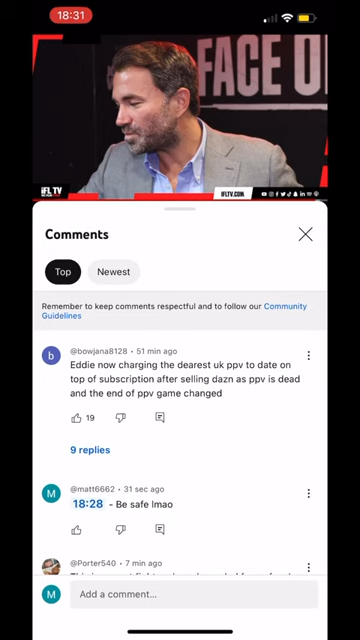 18:31
FACE OF
iFL TV
IFLTV.COM
Comments
Top
Newest
Remember to keep comments respectful and to follow our Community
Guidelines
b
@bowjana8128 • 51 min ago
Eddie now charging the dearest uk ppv to date on
top of subscription after selling dazn as ppv is dead
and the end of ppv game changed
19
9 replies
M
@matt6662 • 31 sec ago
18:28 - Be safe lmao
@Porter540 • 7 min ago
M
Add a comment...